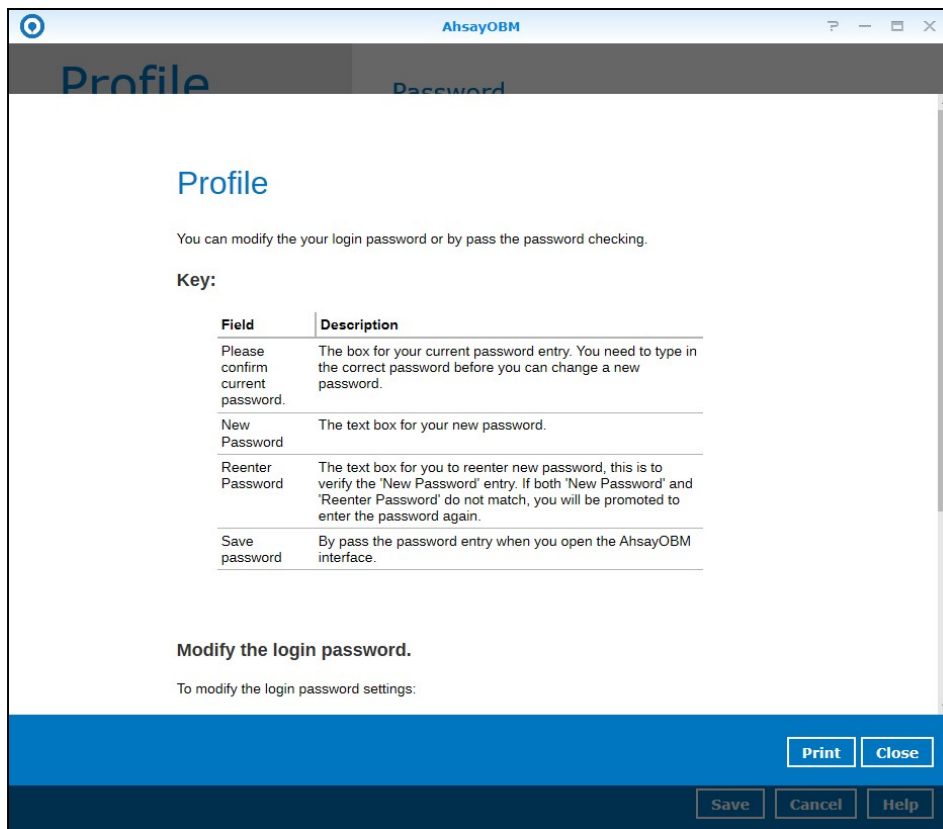 AhsayOBM
Profile
Password
Profile
You can modify the your login password or by pass the password checking.
Key:
Field Description
Please The box for your current password entry. You need to type in
confirm the correct password before you can change a new
current password.
password.
New The text box for your new password.
Password
Reenter The text box for you to reenter new password, this is to
Password verify the 'New Password' entry. If both 'New Password' and
'Reenter Password' do not match, you will be promoted to
enter the password again.
Save By pass the password entry when you open the AhsayOBM
password interface.
Modify the login password.
To modify the login password settings:
Print Close
Save Cancel Help